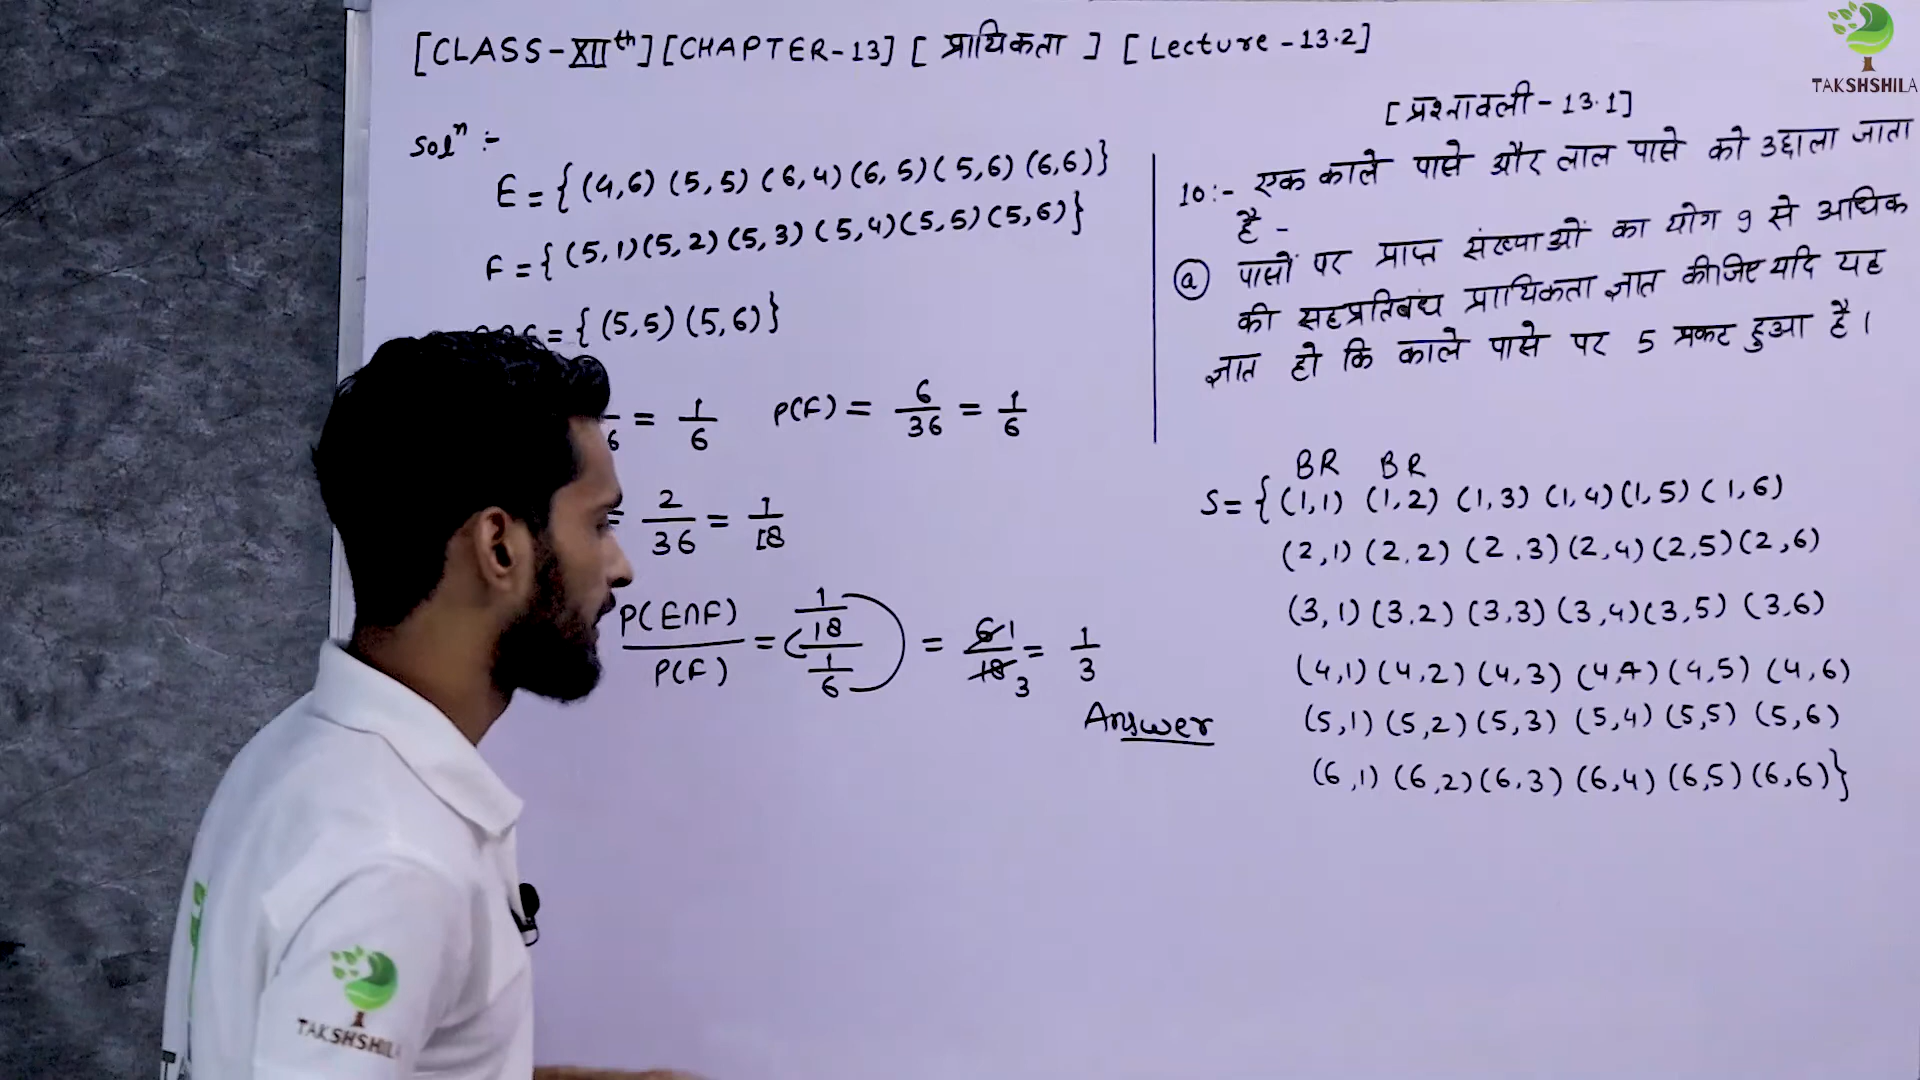 [CLASS-XIIth] [CHAPTER-13] [ प्रायिकता ] [ Lecture-13.2]
TAKSHSHILA
[ प्रश्नावली - 13.1]
Solⁿ :-
E = { (4,6) (5,5) (6,4) (6,5) (5,6) (6,6)}
F = { (5,1) (5,2) (5,3) (5,4) (5,5) (5,6)}
= { (5,5) (5,6)}
= 1/6 P(F) = 6/36 = 1/6
= 2/36 = 1/18
P(E∩F)/P(F) = (1/18)/(1/6) = 6 1/18 3 = 1/3
Answer
10:- एक काले पासे और लाल पासे को उछाला जाता
है -
(a) पासों पर प्राप्त संख्याओं का योग 9 से अधिक
की सहप्रतिबंध प्रायिकता ज्ञात कीजिए यदि यह
ज्ञात हो कि काले पासे पर 5 प्रकट हुआ है।
BR BR
S = { (1,1) (1,2) (1,3) (1,4) (1,5) (1,6)
(2,1) (2,2) (2,3) (2,4) (2,5) (2,6)
(3,1) (3,2) (3,3) (3,4) (3,5) (3,6)
(4,1) (4,2) (4,3) (4,4) (4,5) (4,6)
(5,1) (5,2) (5,3) (5,4) (5,5) (5,6)
(6,1) (6,2) (6,3) (6,4) (6,5) (6,6)}
TAKSHSHILA